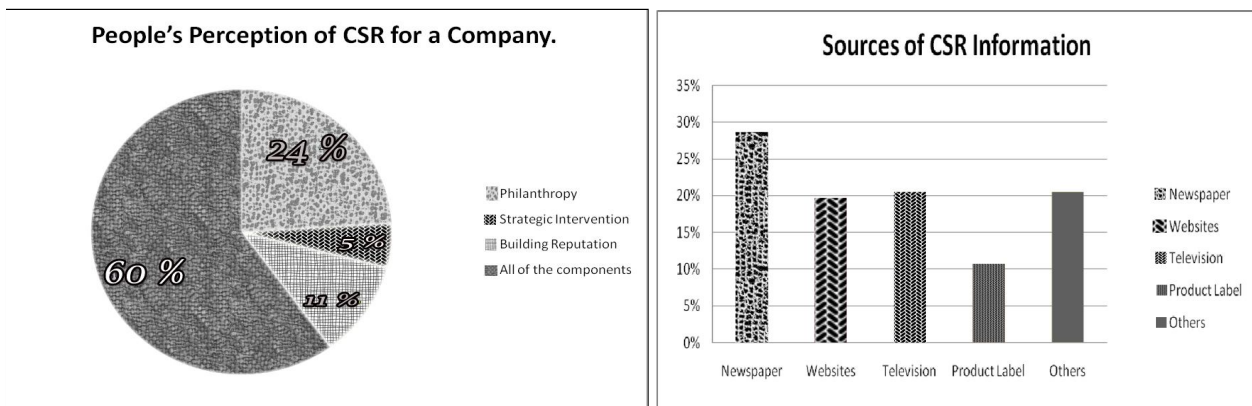 People's Perception of CSR for a Company.
24 %
5 %
11 %
60 %
Philanthropy
Strategic Intervention
Building Reputation
All of the components
Sources of CSR Information
35%
30%
25%
20%
15%
10%
5%
0%
Newspaper Websites Television Product Label Others
Newspaper
Websites
Television
Product Label
Others